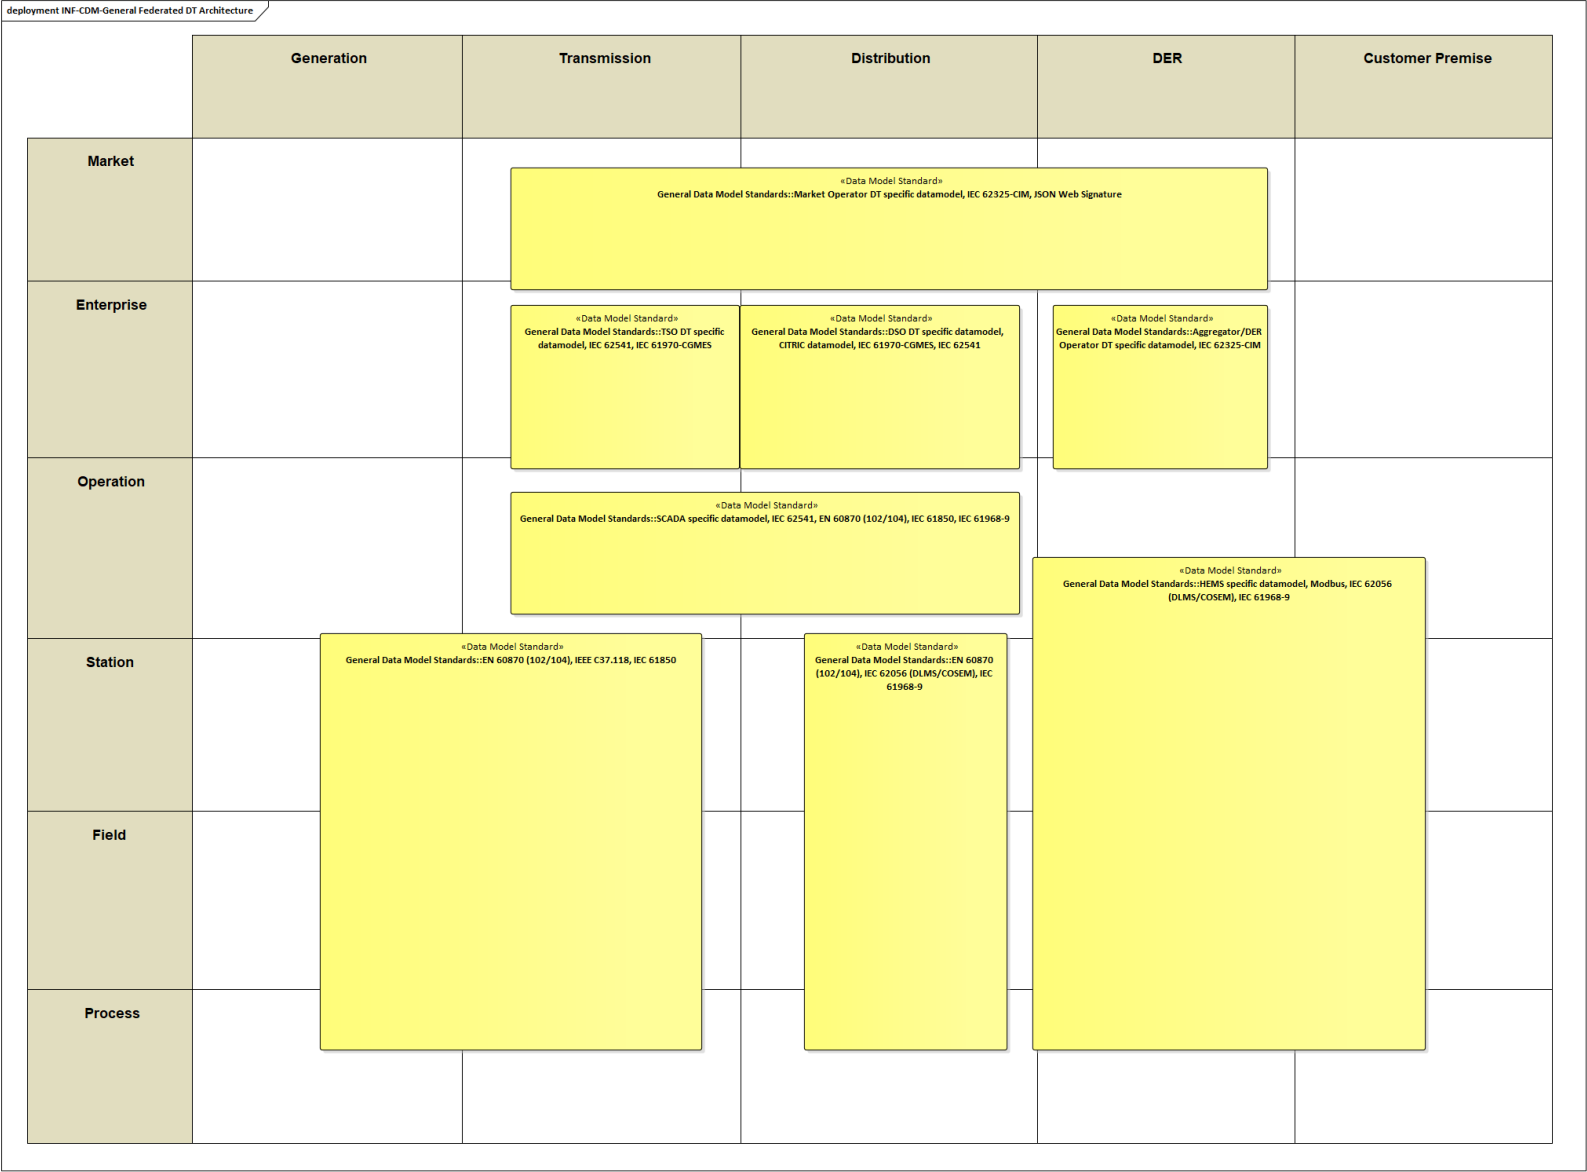 deployment INF-CDM-General Federated DT Architecture
Generation
Transmission
Distribution
DER
Customer Premise
Market
«Data Model Standard»
General Data Model Standards::Market Operator DT specific datamodel, IEC 62325-CIM, JSON Web Signature
Enterprise
«Data Model Standard»
General Data Model Standards::TSO DT specific
datamodel, IEC 62541, IEC 61970-CGMES
«Data Model Standard»
General Data Model Standards::DSO DT specific datamodel,
CITRIC datamodel, IEC 61970-CGMES, IEC 62541
«Data Model Standard»
General Data Model Standards::Aggregator/DER
Operator DT specific datamodel, IEC 62325-CIM
Operation
«Data Model Standard»
General Data Model Standards::SCADA specific datamodel, IEC 62541, EN 60870 (102/104), IEC 61850, IEC 61968-9
«Data Model Standard»
General Data Model Standards::HEMS specific datamodel, Modbus, IEC 62056
(DLMS/COSEM), IEC 61968-9
Station
«Data Model Standard»
General Data Model Standards::EN 60870 (102/104), IEEE C37.118, IEC 61850
«Data Model Standard»
General Data Model Standards::EN 60870
(102/104), IEC 62056 (DLMS/COSEM), IEC
61968-9
Field
Process